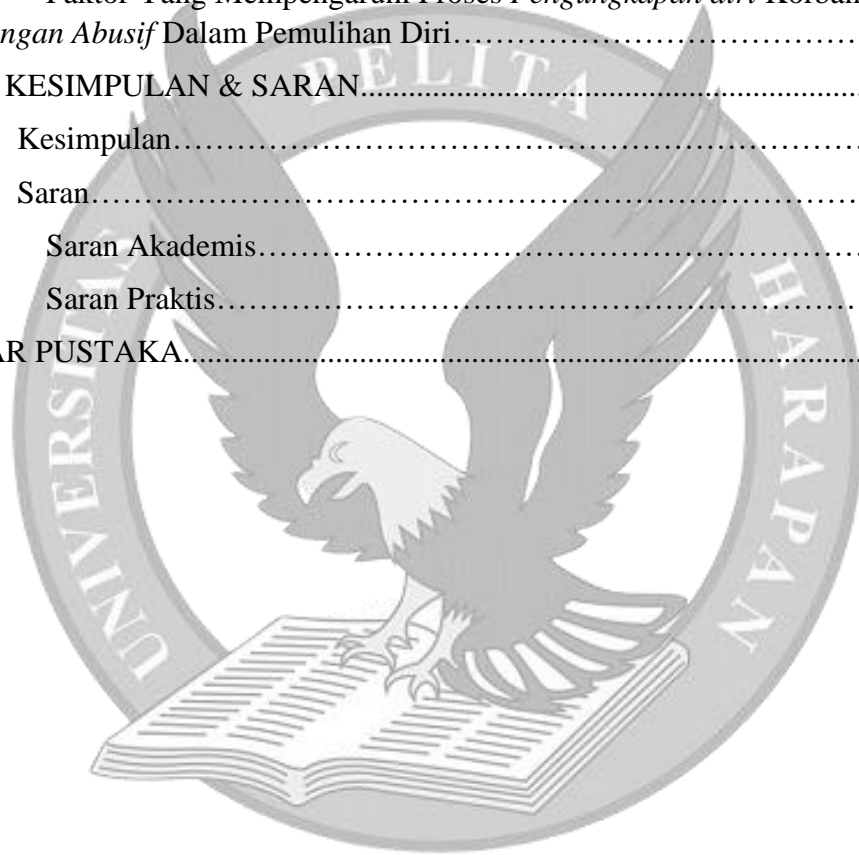 Faktor Yang Mempengaruhi Proses Pengungkapan diri Korban
ngan Abusif Dalam Pemulihan Diri……………………………………
KESIMPULAN & SARAN..........................................................................
Kesimpulan……………………………………………………………
Saran……………………………………………………………………
Saran Akademis………………………………………………………
Saran Praktis……………………………………………………………
AR PUSTAKA..........................................................................................
UNIVERSITAS PELITA HARAPAN